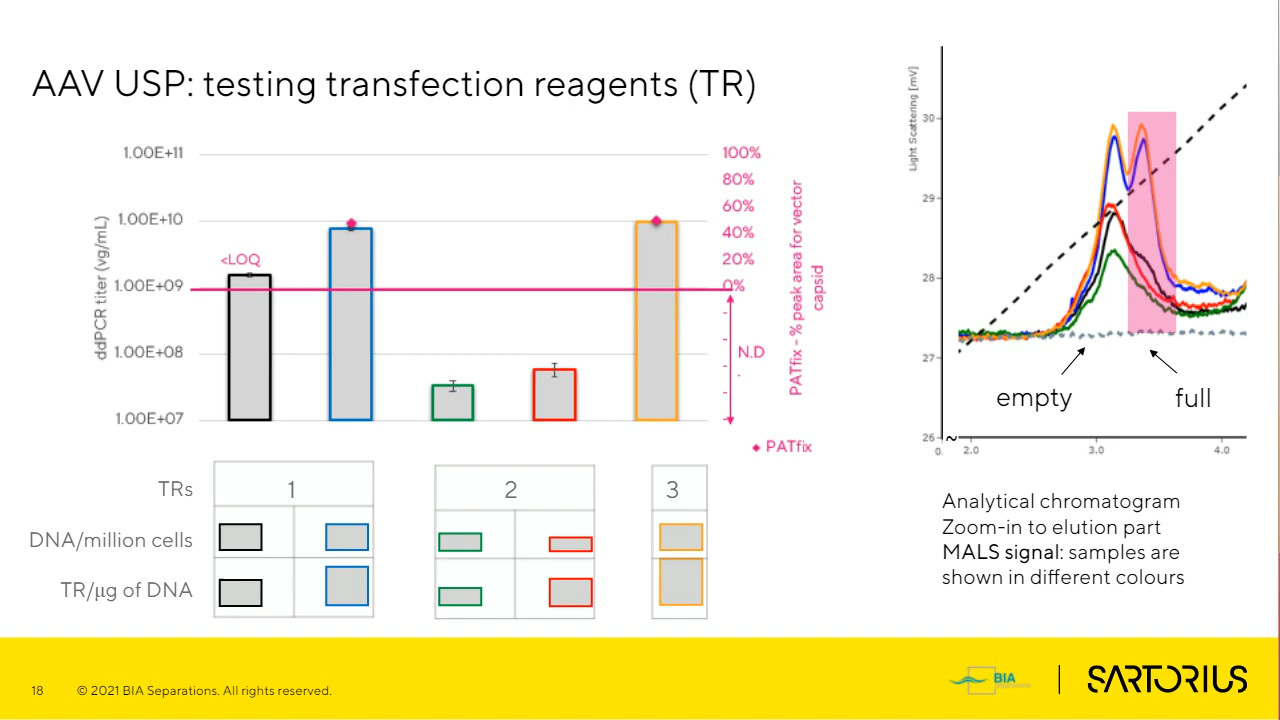 AAV USP: testing transfection reagents (TR)
ddPCR titer (vg/mL)
1.00E+11
1.00E+10
1.00E+09
1.00E+08
1.00E+07
<LOQ
100%
80%
60%
40%
20%
0%
N.D
PATfix - % peak area for vector
capsid
PATfix
TRs
1
2
3
DNA/million cells
TR/µg of DNA
Light Scattering [mV]
30
29
28
27
26
~
0.
2.0
3.0
4.0
empty
full
Analytical chromatogram
Zoom-in to elution part
MALS signal: samples are
shown in different colours
18
© 2021 BIA Separations. All rights reserved.
BIA
SARTORIUS